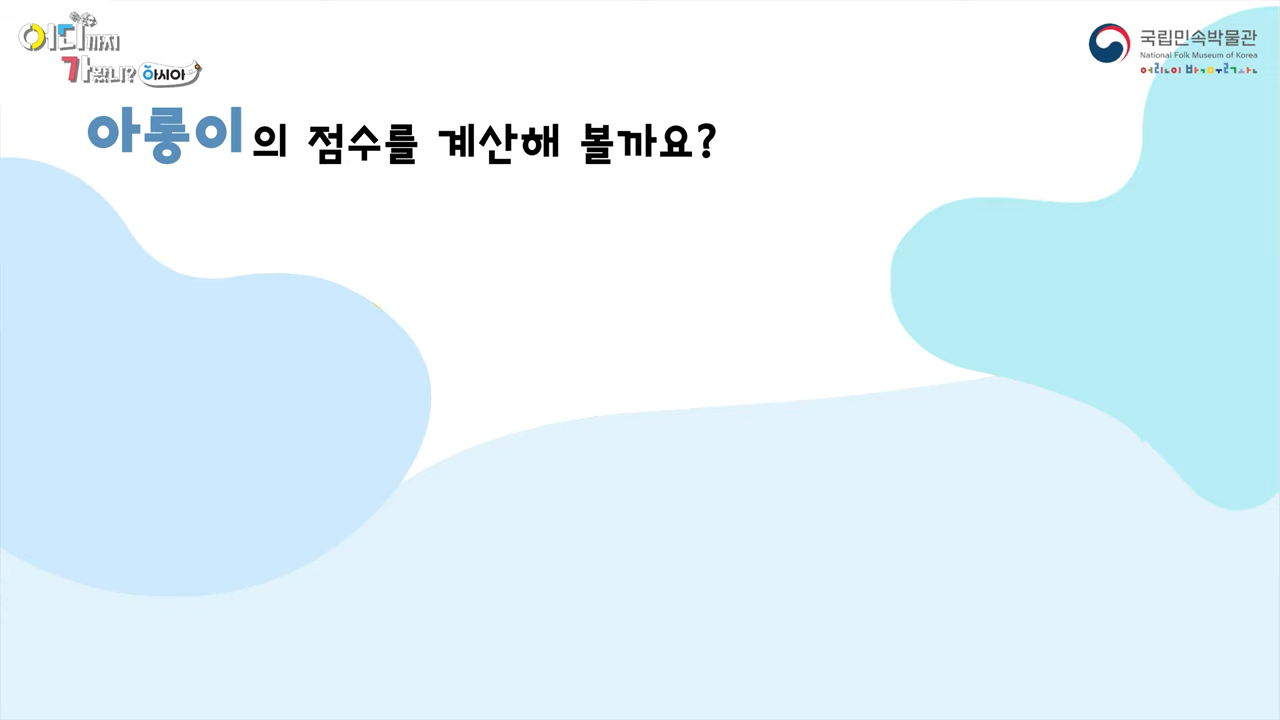 어디까지
가봤니? 아시아
국립민속박물관
National Folk Museum of Korea
어린이박물관
아롱이의 점수를 계산해 볼까요?